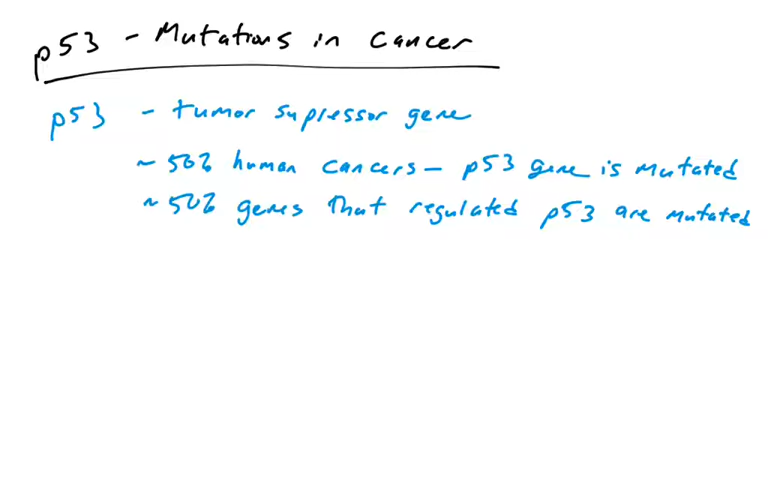 p53 - Mutations in Cancer
p53 - tumor supressor gene
~ 50% human cancers - p53 gene is mutated
~ 50% genes that regulated p53 are mutated